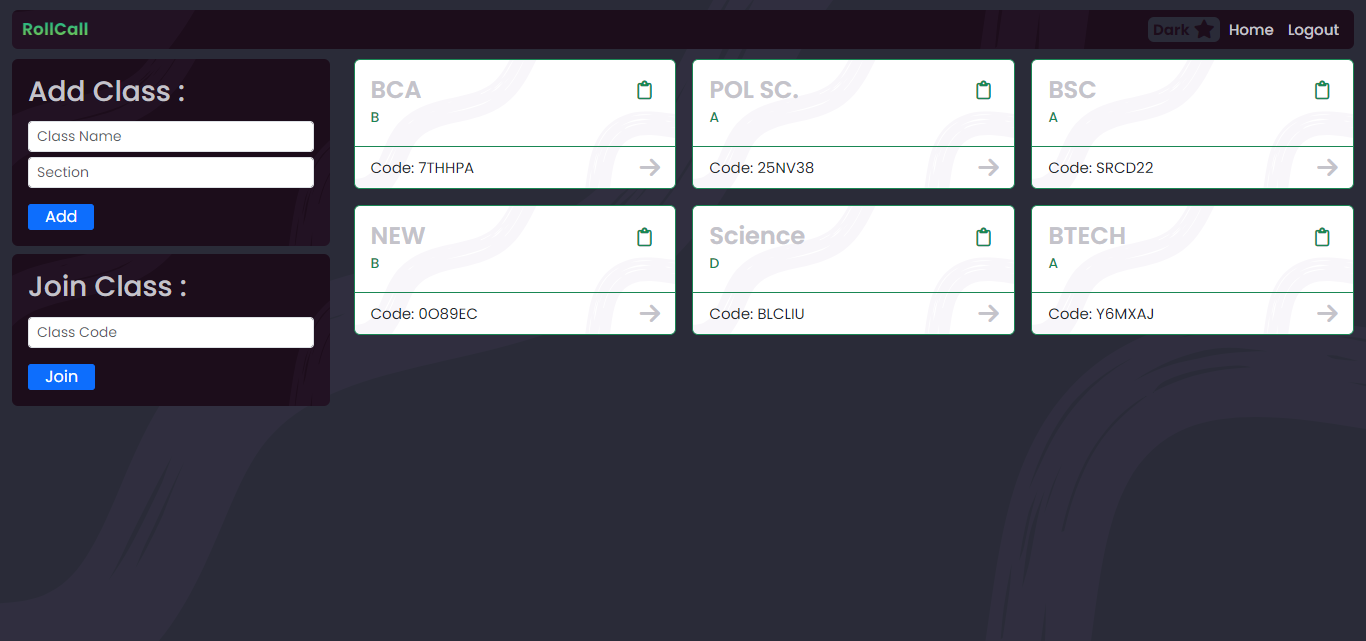 RollCall
Dark Home Logout
Add Class :
Class Name
Section
Add
Join Class :
Class Code
Join
BCA
B
Code: 7THHPA
POL SC.
A
Code: 25NV38
BSC
A
Code: SRCD22
NEW
B
Code: 0O89EC
Science
D
Code: BLCLIU
BTECH
A
Code: Y6MXAJ